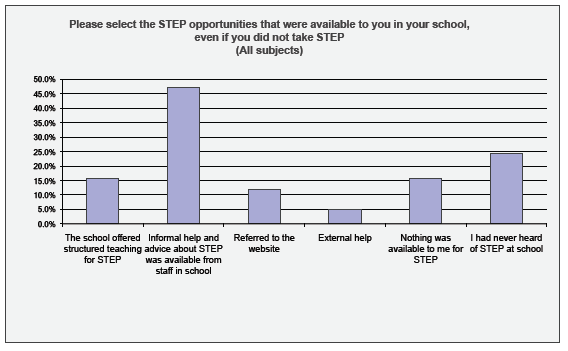 Please select the STEP opportunities that were available to you in your school,
even if you did not take STEP
(All subjects)
50.0%
45.0%
40.0%
35.0%
30.0%
25.0%
20.0%
15.0%
10.0%
5.0%
0.0%
The school offered
structured teaching
for STEP
Informal help and
advice about STEP
was available from
staff in school
Referred to the
website
External help
Nothing was
available to me for
STEP
I had never heard
of STEP at school